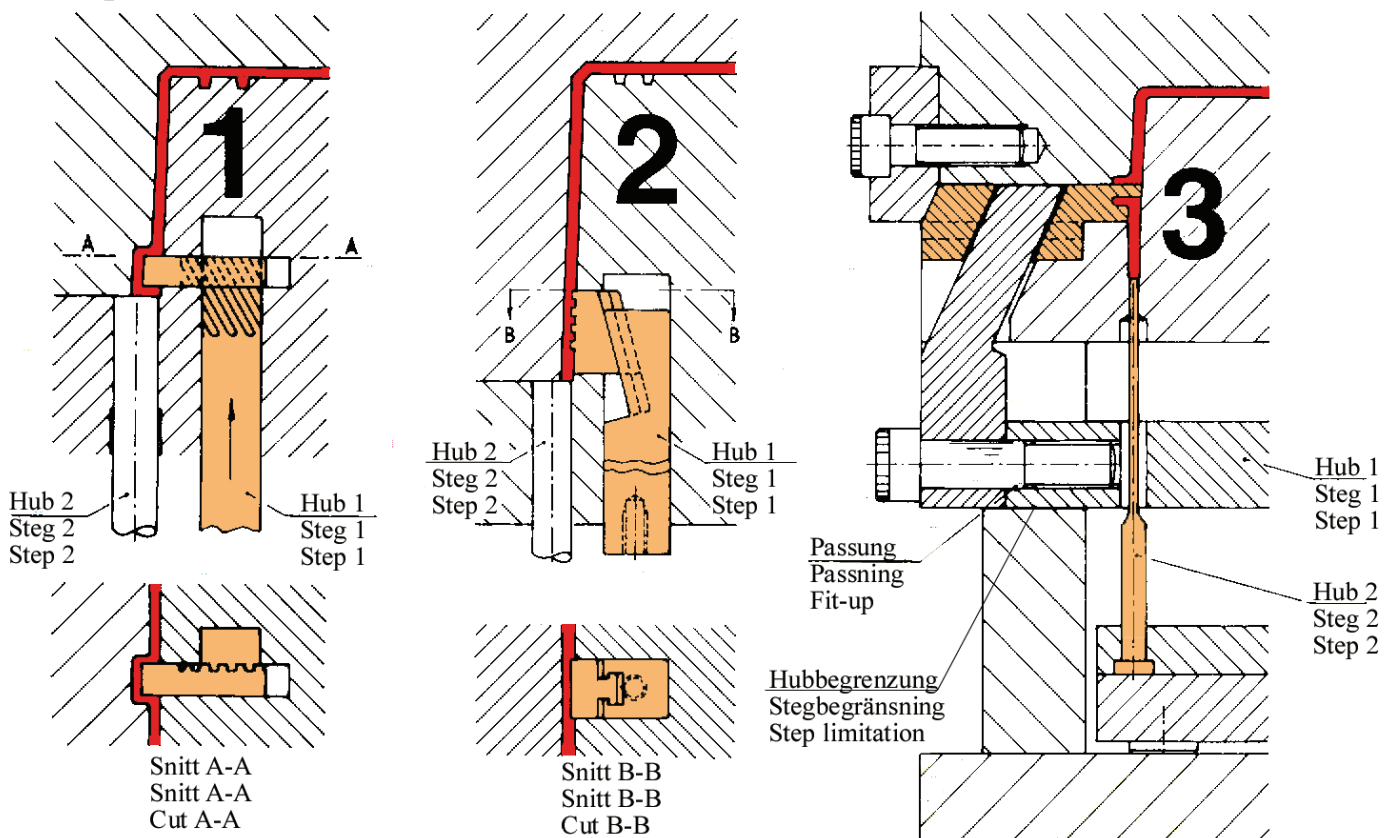 1
A A
Hub 2
Steg 2
Step 2
Hub 1
Steg 1
Step 1
Snitt A-A
Snitt A-A
Cut A-A
2
B B
Hub 2
Steg 2
Step 2
Hub 1
Steg 1
Step 1
Snitt B-B
Snitt B-B
Cut B-B
3
Hub 1
Steg 1
Step 1
Passung
Passning
Fit-up
Hub 2
Steg 2
Step 2
Hubbegrenzung
Stegbegränsning
Step limitation